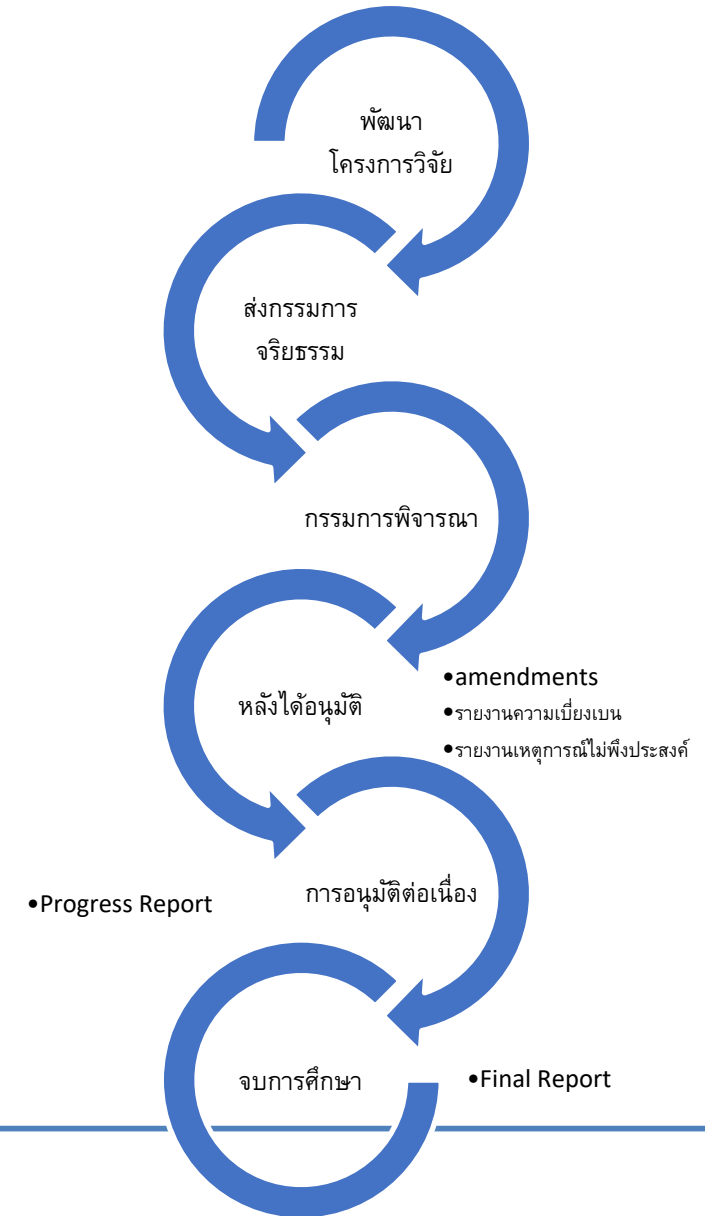 พัฒนา
โครงการวิจัย
ส่งกรรมการ
จริยธรรม
กรรมการพิจารณา
หลังได้อนุมัติ
•amendments
•รายงานความเบี่ยงเบน
•รายงานเหตุการณ์ไม่พึงประสงค์
•Progress Report
การอนุมัติต่อเนื่อง
จบการศึกษา
•Final Report